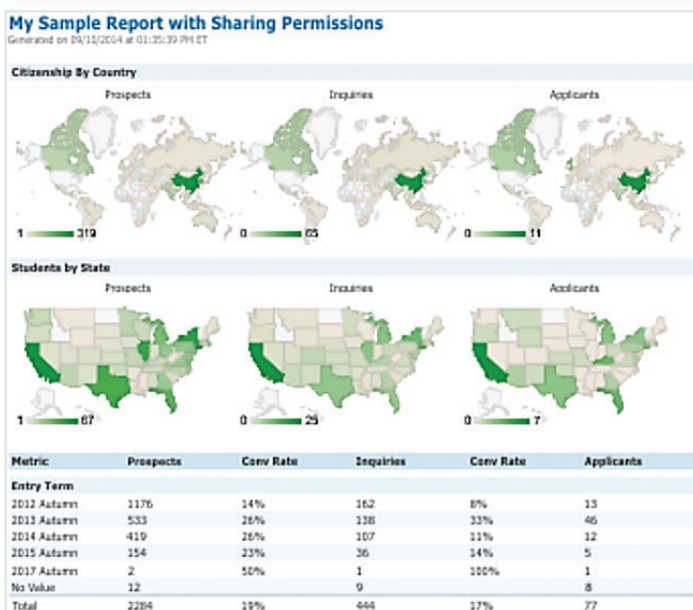 My Sample Report with Sharing Permissions
Generated on 09/10/2014 at 01:35:39 PM ET
Citizenship By Country
Prospects Inquiries Applicants
1 319 0 65 0 11
Students by State
Prospects Inquiries Applicants
1 67 0 25 0 7
Metric Prospects Conv Rate Inquiries Conv Rate Applicants
Entry Term
2012 Autumn 1176 14% 162 8% 13
2013 Autumn 533 26% 138 33% 46
2014 Autumn 419 26% 107 11% 12
2015 Autumn 154 23% 36 14% 5
2017 Autumn 2 50% 1 100% 1
No Value 12 9 8
Total 2284 19% 444 17% 77